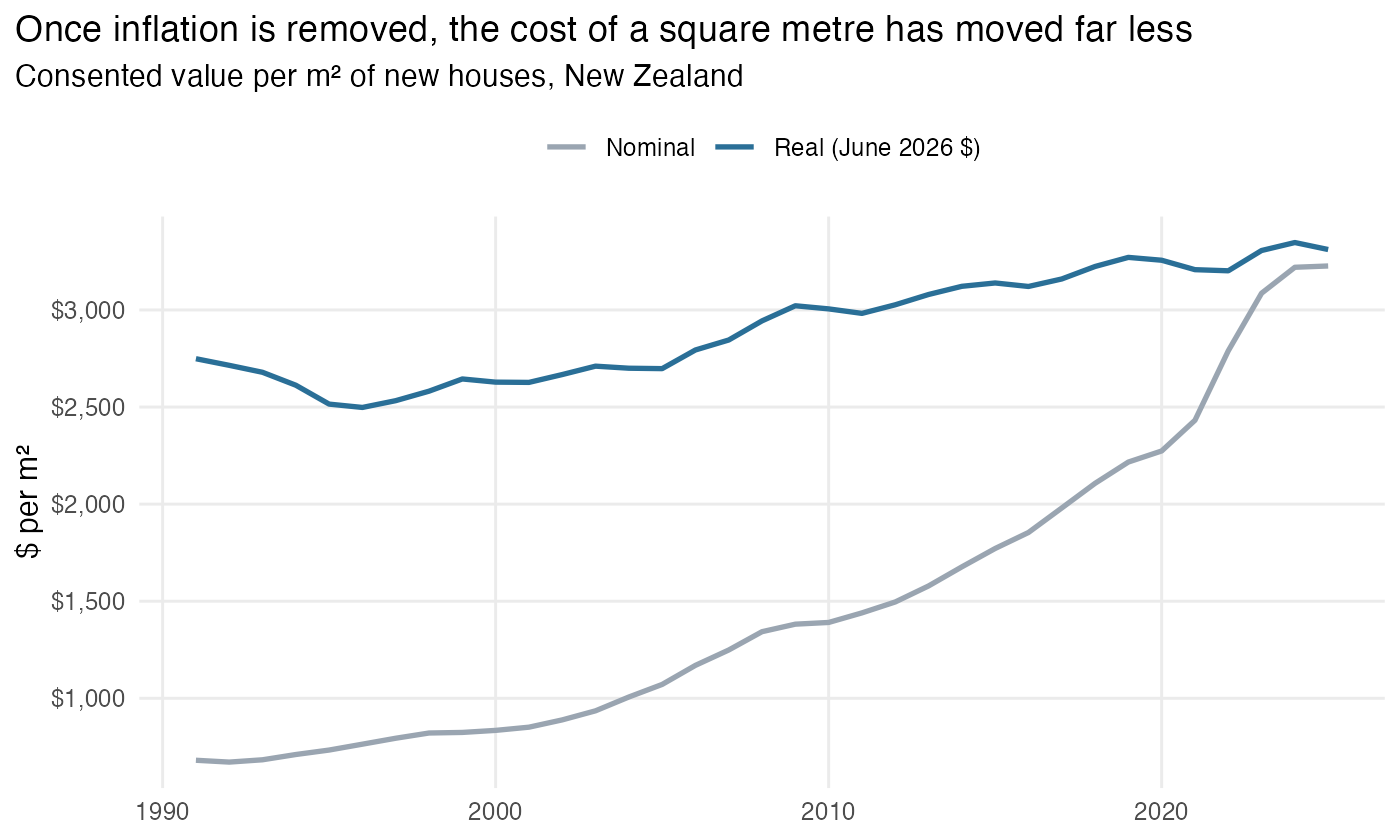 Once inflation is removed, the cost of a square metre has moved far less
Consented value per m² of new houses, New Zealand
Nominal Real (June 2026 $)
$ per m²
$3,000
$2,500
$2,000
$1,500
$1,000
1990 2000 2010 2020